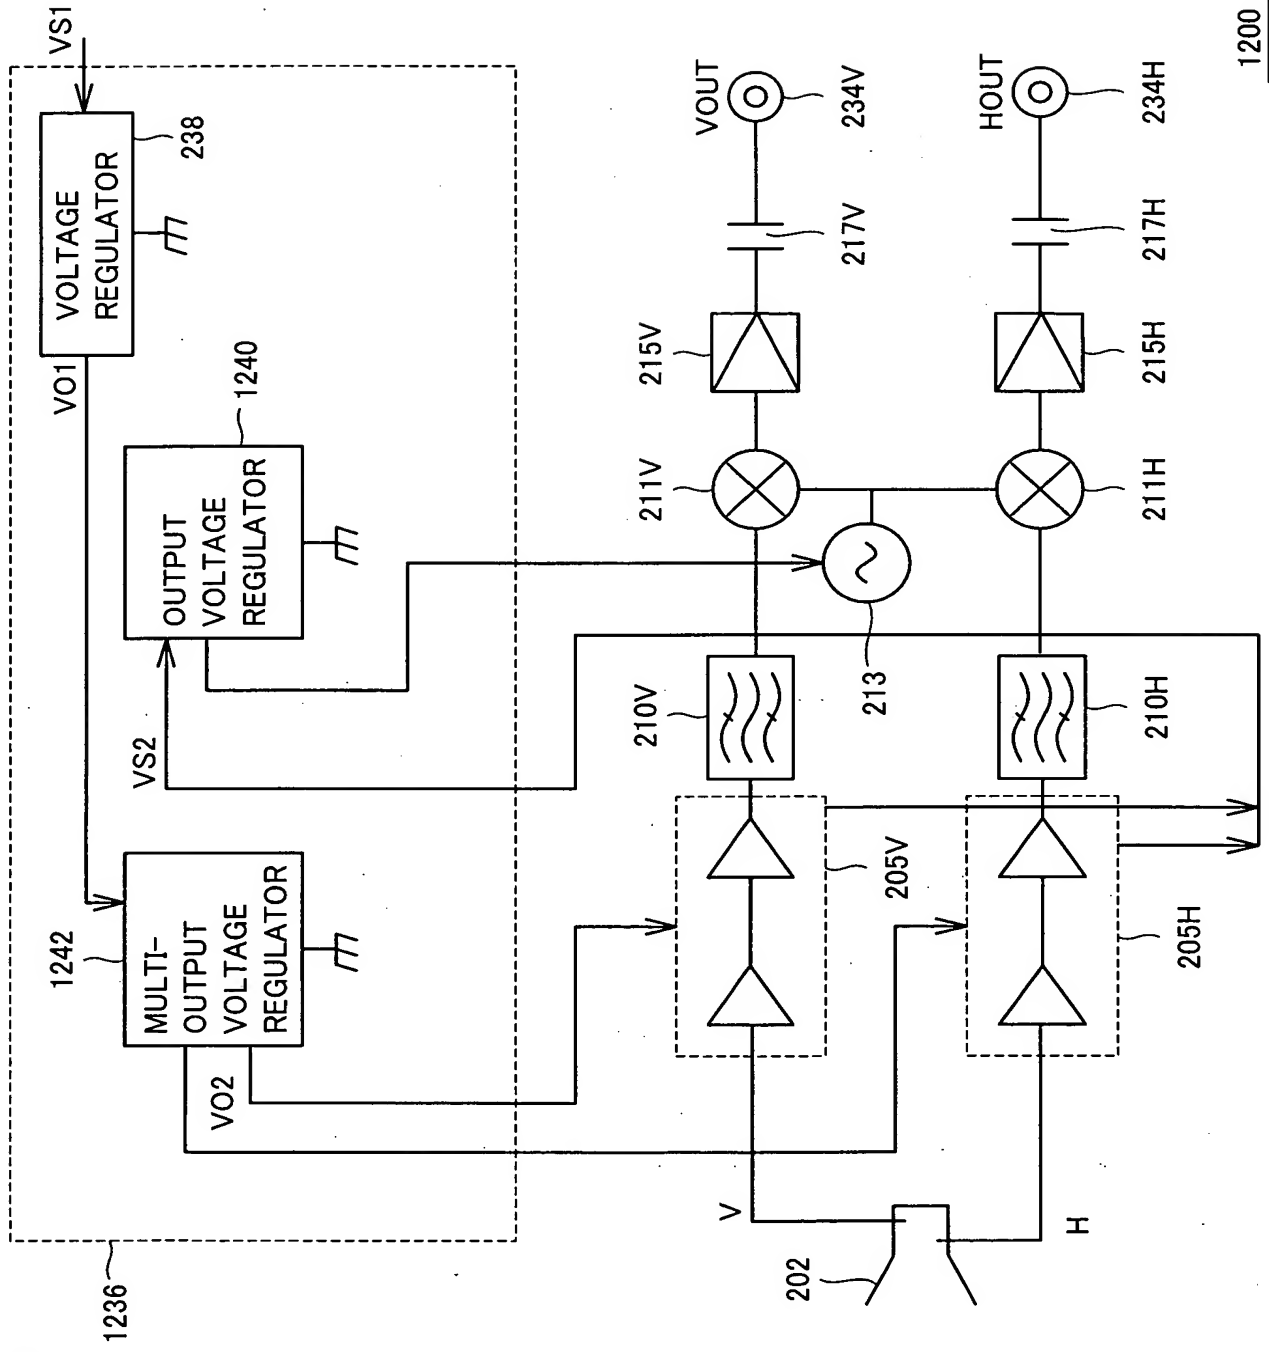 1200
1236
VS1
VOLTAGE
REGULATOR
238
VO1
1240
OUTPUT
VOLTAGE
REGULATOR
VS2
1242
MULTI-
OUTPUT
VOLTAGE
REGULATOR
VO2
202
V
H
205V
210V
211V
215V
217V
VOUT
234V
213
205H
210H
211H
215H
217H
HOUT
234H